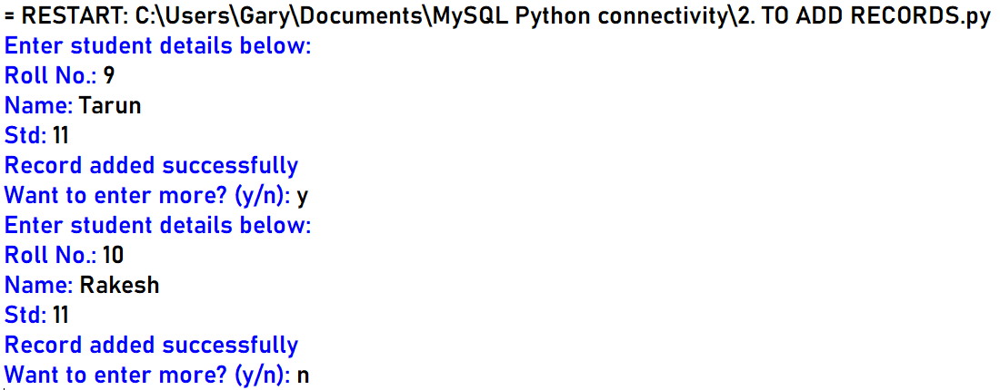 = RESTART: C:\Users\Gary\Documents\MySQL Python connectivity\2. TO ADD RECORDS.py
Enter student details below:
Roll No.: 9
Name: Tarun
Std: 11
Record added successfully
Want to enter more? (y/n): y
Enter student details below:
Roll No.: 10
Name: Rakesh
Std: 11
Record added successfully
Want to enter more? (y/n): n